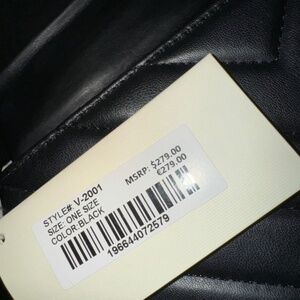 STYLE#: V-2001
SIZE: ONE SIZE
COLOR: BLACK
MSRP: $279.00
€279.00
196644072579